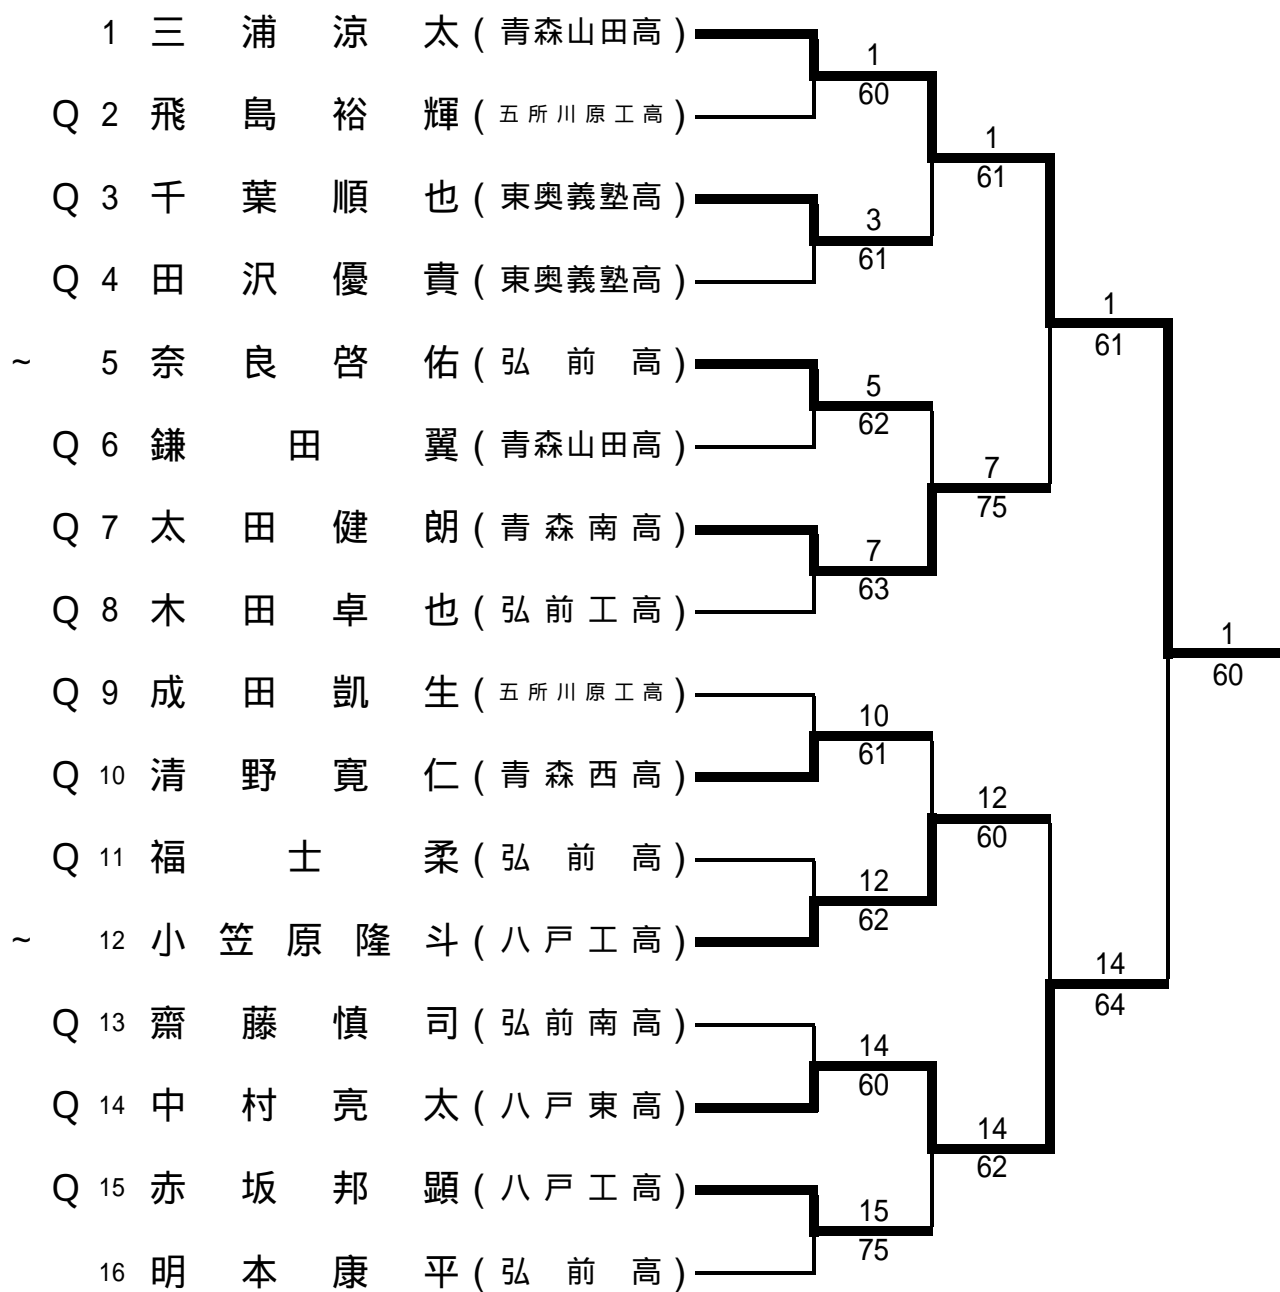 1 三浦涼太 (青森山田高)
Q 2 飛島裕輝 (五所川原工高)
Q 3 千葉順也 (東奥義塾高)
Q 4 田沢優貴 (東奥義塾高)
~ 5 奈良啓佑 (弘前高)
Q 6 鎌田翼 (青森山田高)
Q 7 太田健朗 (青森南高)
Q 8 木田卓也 (弘前工高)
Q 9 成田凱生 (五所川原工高)
Q 10 清野寛仁 (青森西高)
Q 11 福士柔 (弘前高)
~ 12 小笠原隆斗 (八戸工高)
Q 13 齋藤慎司 (弘前南高)
Q 14 中村亮太 (八戸東高)
Q 15 赤坂邦顕 (八戸工高)
16 明本康平 (弘前高)
1
60
3
61
5
62
7
63
10
61
12
62
14
60
15
75
1
61
7
75
12
60
14
62
1
61
14
64
1
60